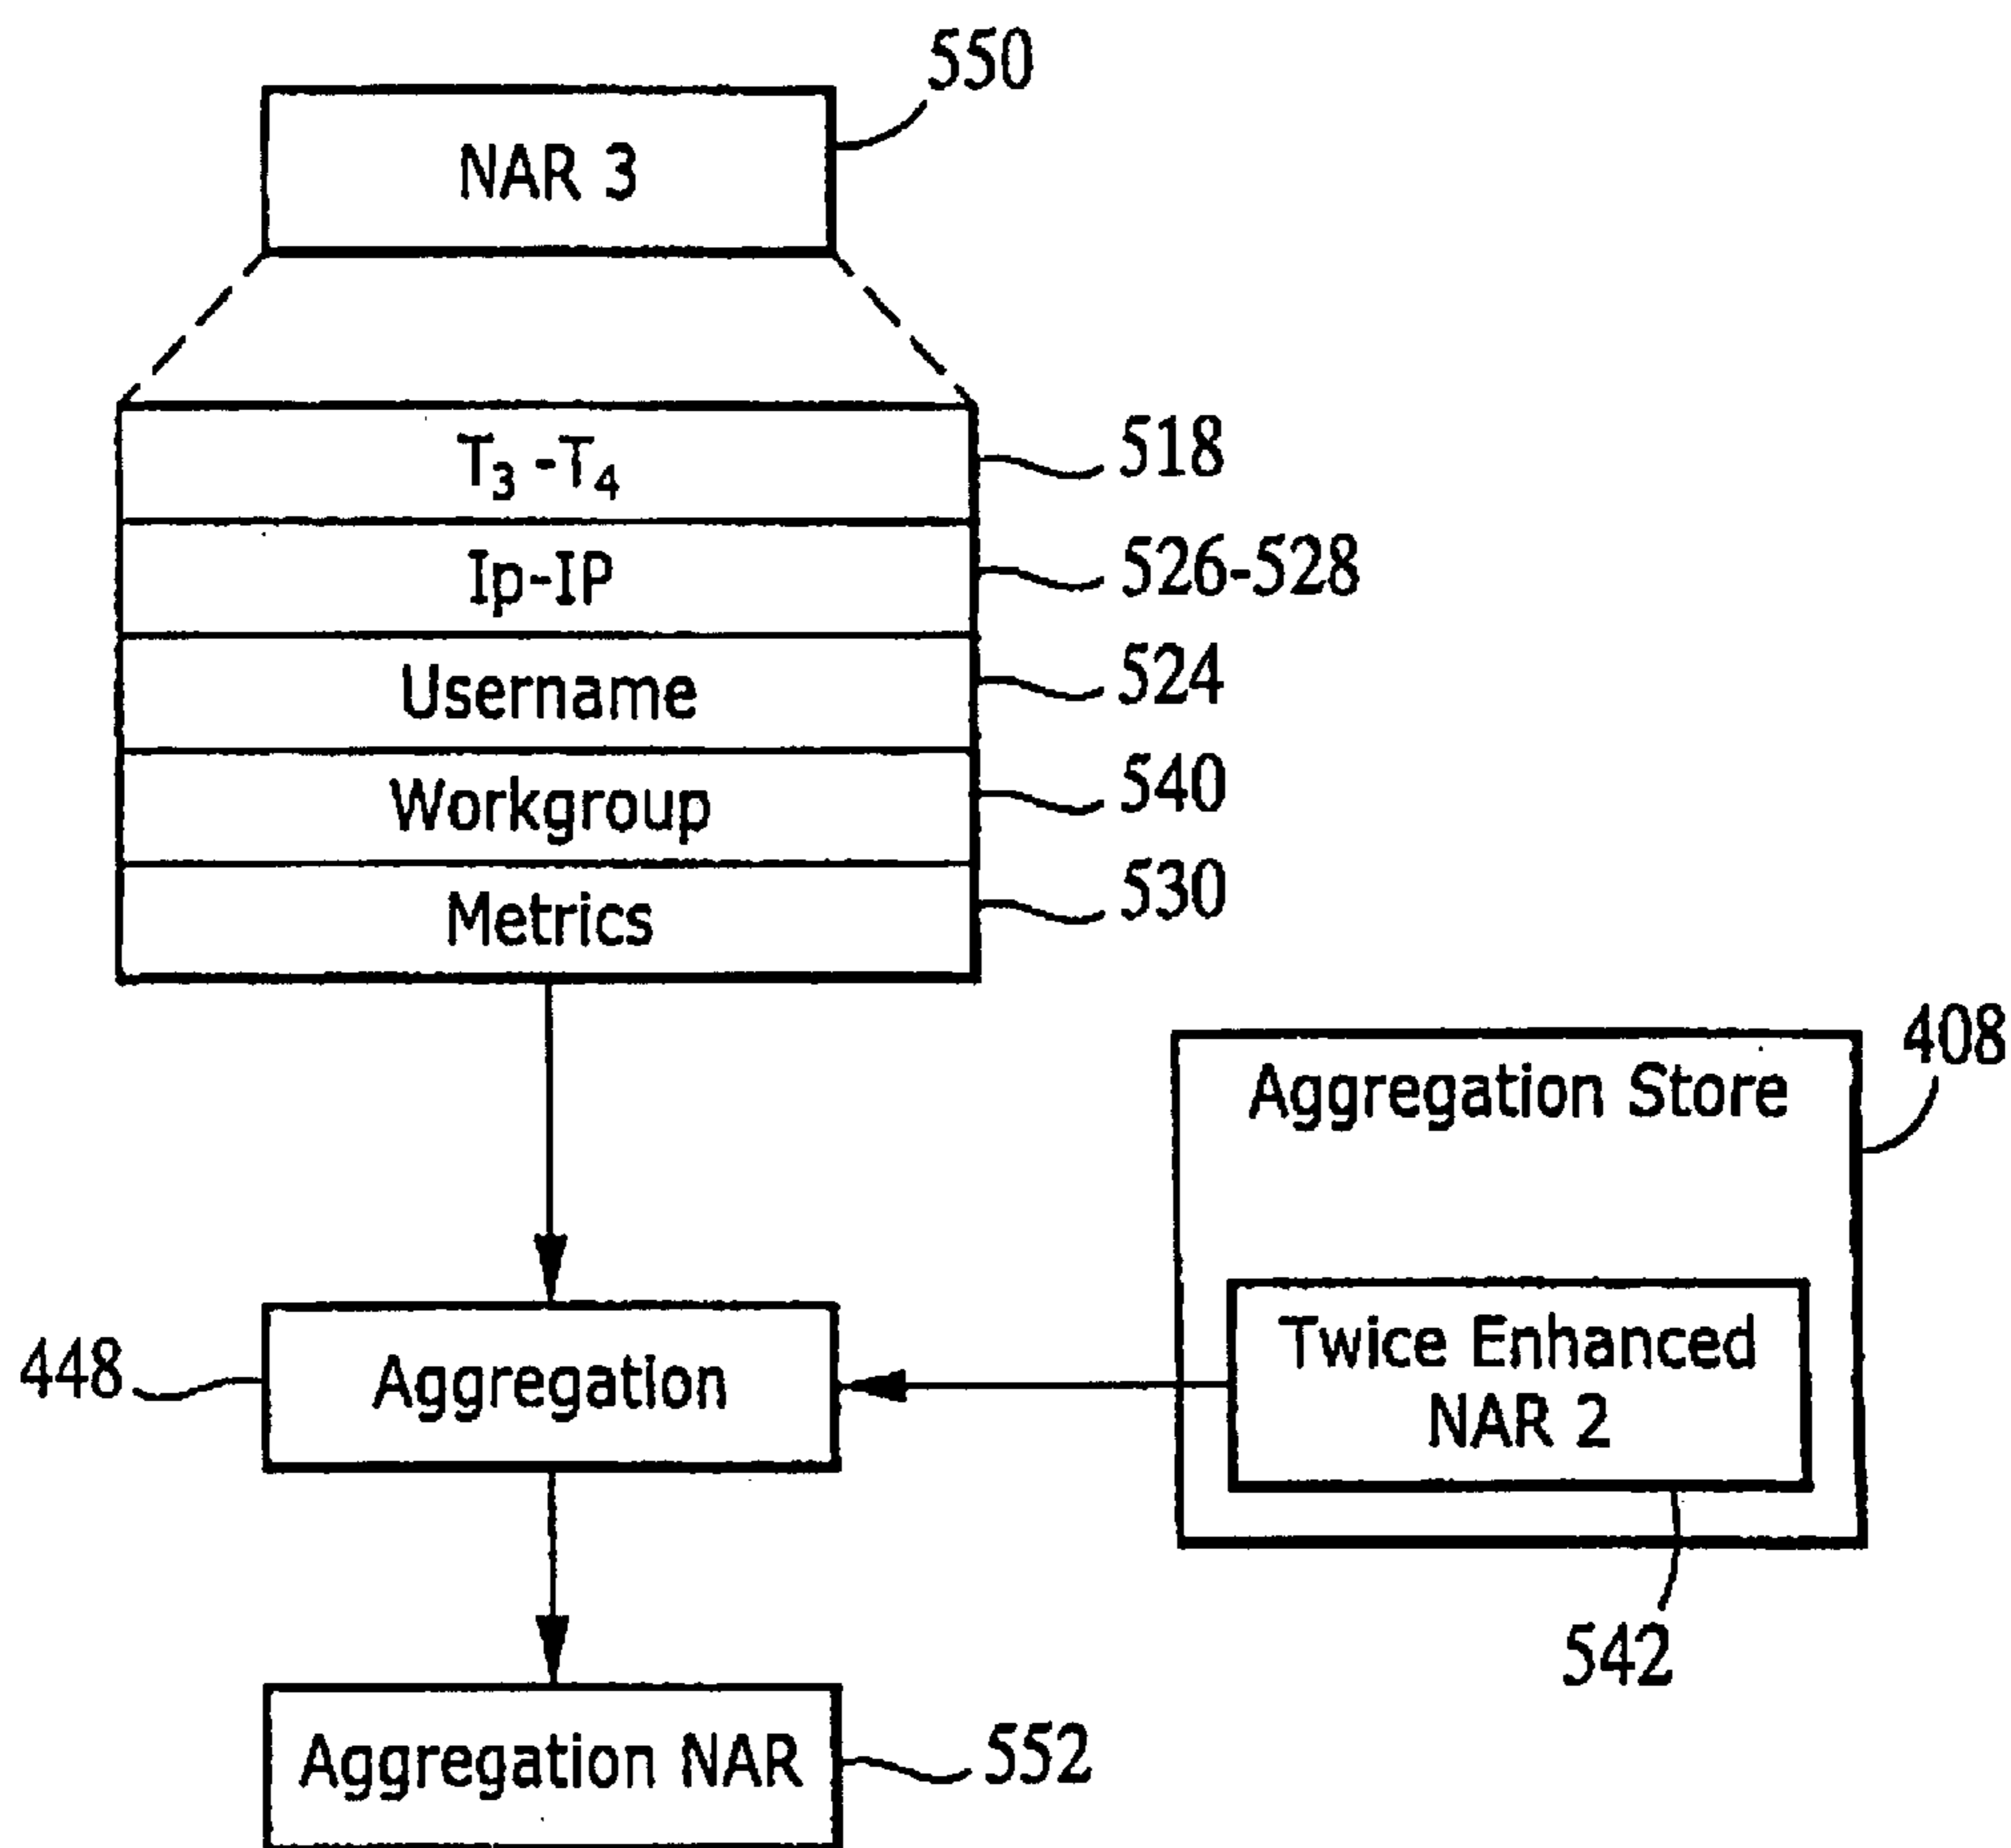 550
NAR 3
T₃-T₄
518
Ip-IP
526-528
Username
524
Workgroup
540
Metrics
530
408
Aggregation Store
Twice Enhanced
NAR 2
448
Aggregation
542
Aggregation NAR
552